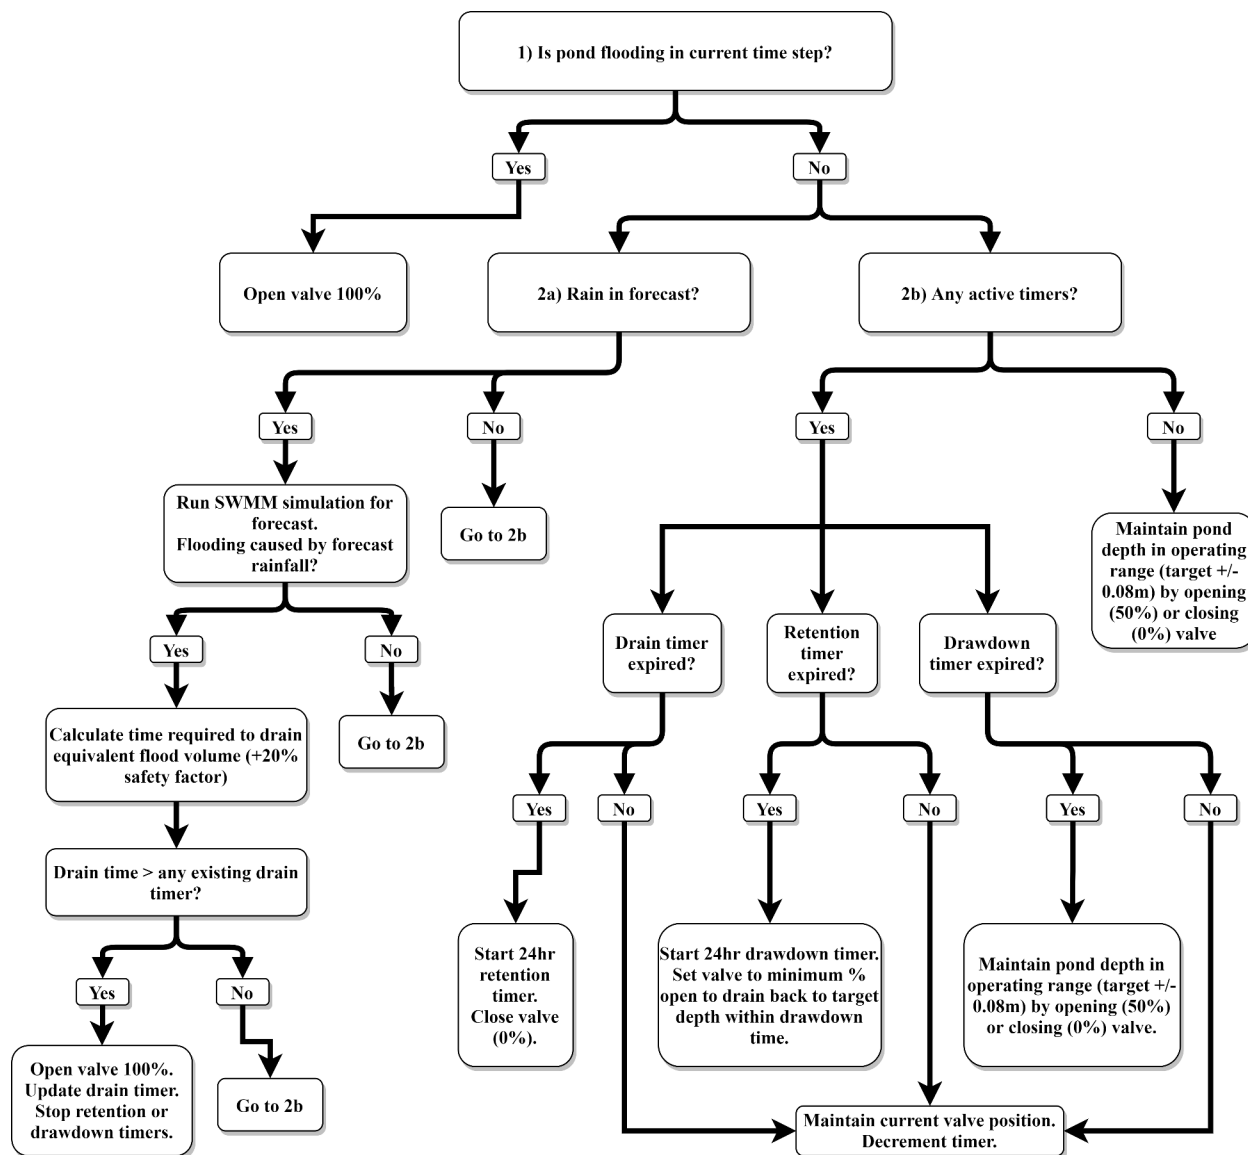 1) Is pond flooding in current time step?
Yes
No
Open valve 100%
2a) Rain in forecast?
2b) Any active timers?
Yes
No
Yes
No
Run SWMM simulation for
forecast.
Flooding caused by forecast
rainfall?
Go to 2b
Maintain pond
depth in operating
range (target +/-
0.08m) by opening
(50%) or closing
(0%) valve
Yes
No
Drain timer
expired?
Retention
timer
expired?
Drawdown
timer expired?
Calculate time required to drain
equivalent flood volume (+20%
safety factor)
Go to 2b
Yes
No
Yes
No
Yes
No
Drain time > any existing drain
timer?
Start 24hr
retention
timer.
Close valve
(0%).
Start 24hr drawdown timer.
Set valve to minimum %
open to drain back to target
depth within drawdown
time.
Maintain pond depth in
operating range (target +/-
0.08m) by opening (50%)
or closing (0%) valve.
Yes
No
Open valve 100%.
Update drain timer.
Stop retention or
drawdown timers.
Go to 2b
Maintain current valve position.
Decrement timer.